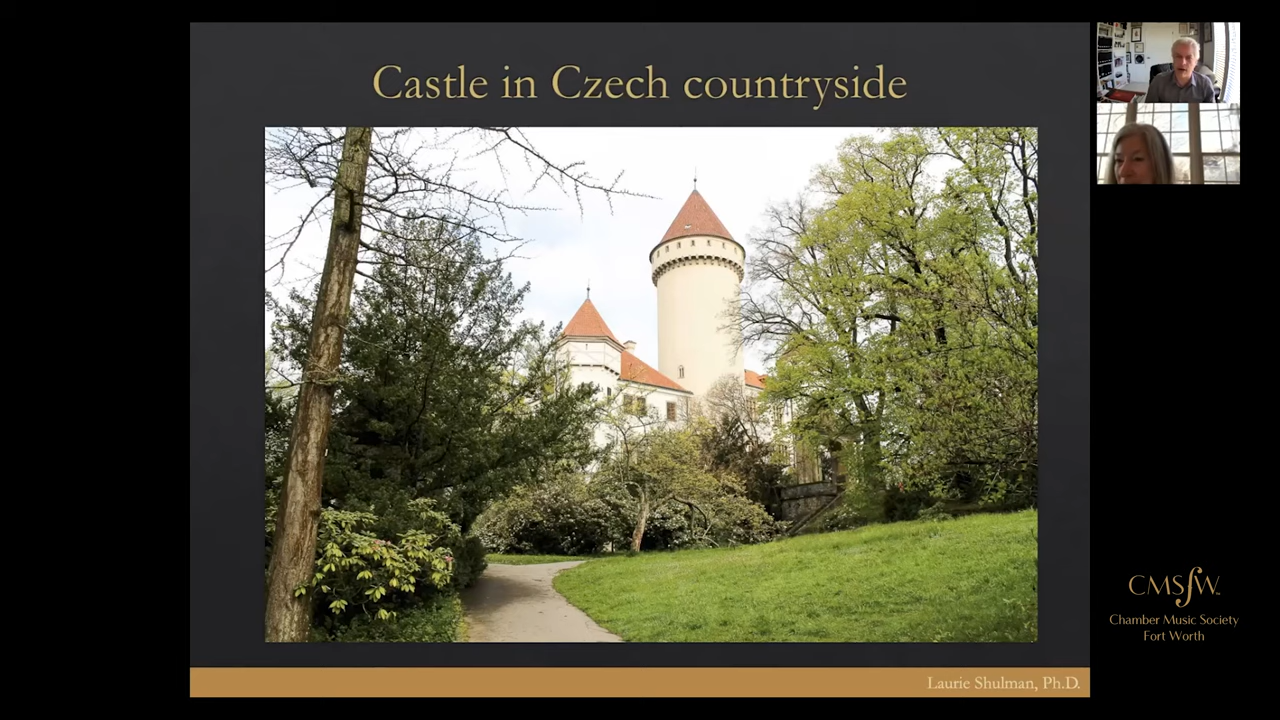 Castle in Czech countryside
CMSfW
Chamber Music Society
Fort Worth
Laurie Shulman, Ph.D.